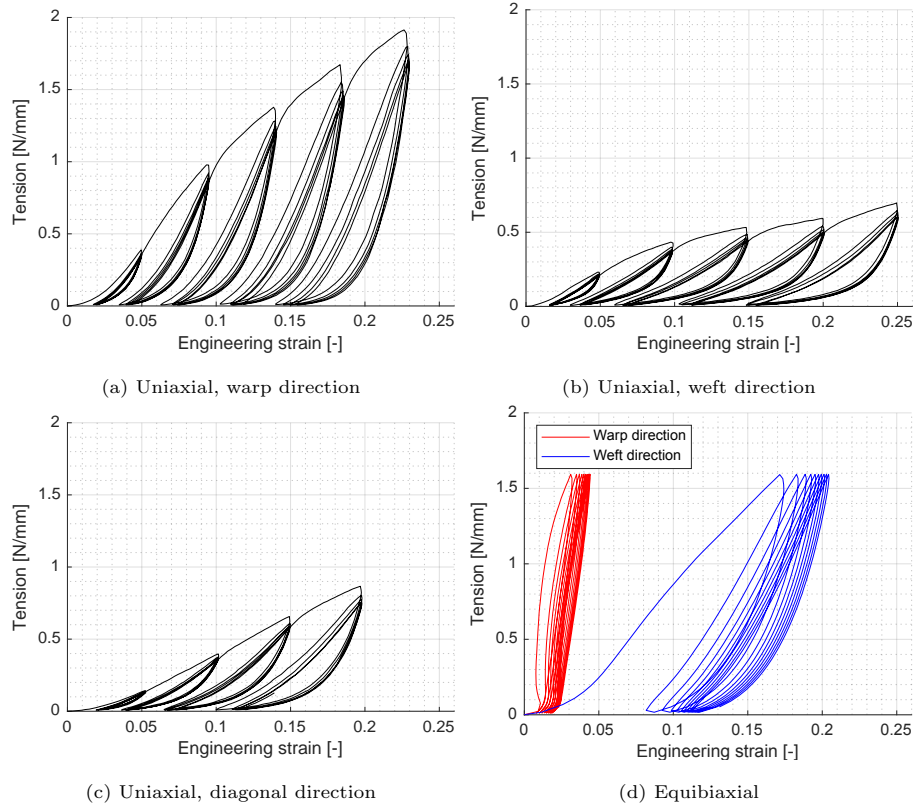 2
1.5
1
0.5
0
Tension [N/mm]
0 0.05 0.1 0.15 0.2 0.25
Engineering strain [-]
(a) Uniaxial, warp direction
2
1.5
1
0.5
0
Tension [N/mm]
0 0.05 0.1 0.15 0.2 0.25
Engineering strain [-]
(b) Uniaxial, weft direction
2
1.5
1
0.5
0
Tension [N/mm]
0 0.05 0.1 0.15 0.2 0.25
Engineering strain [-]
(c) Uniaxial, diagonal direction
2
1.5
1
0.5
0
Tension [N/mm]
Warp direction
Weft direction
0 0.05 0.1 0.15 0.2 0.25
Engineering strain [-]
(d) Equibiaxial